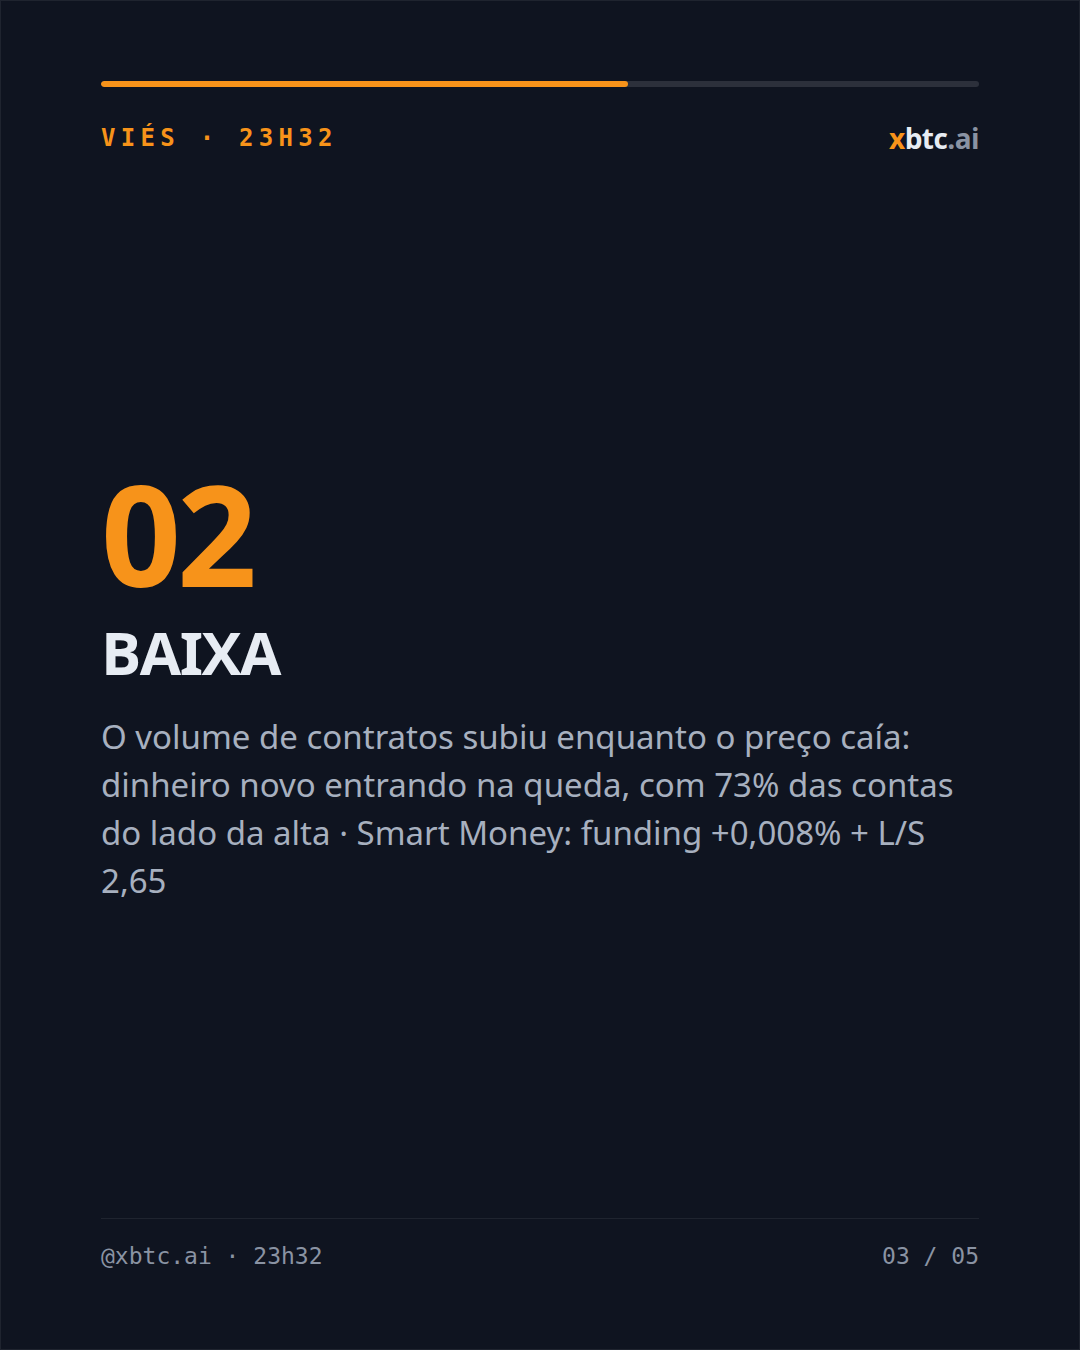 VIÉS · 23H32
xbtc.ai
02
BAIXA
O volume de contratos subiu enquanto o preço caía:
dinheiro novo entrando na queda, com 73% das contas
do lado da alta · Smart Money: funding +0,008% + L/S
2,65
@xbtc.ai · 23h32
03 / 05